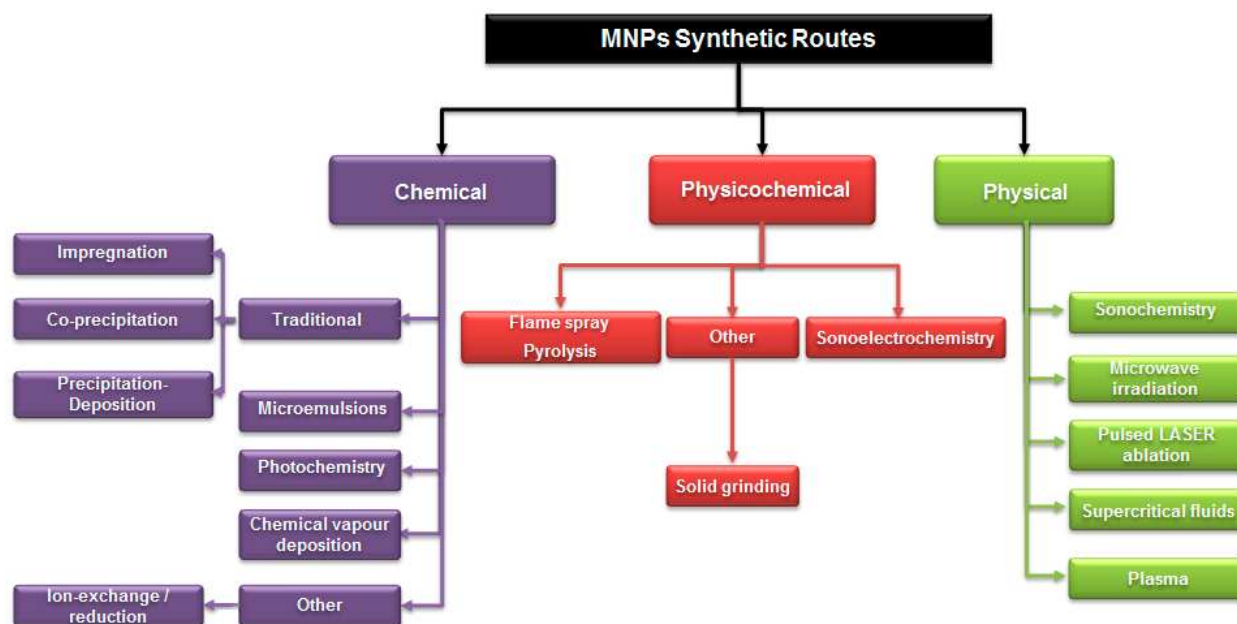 MNPs Synthetic Routes
Chemical
Physicochemical
Physical
Impregnation
Co-precipitation
Precipitation-
Deposition
Traditional
Microemulsions
Photochemistry
Chemical vapour
deposition
Ion-exchange /
reduction
Other
Flame spray
Pyrolysis
Other
Sonoelectrochemistry
Solid grinding
Sonochemistry
Microwave
irradiation
Pulsed LASER
ablation
Supercritical fluids
Plasma